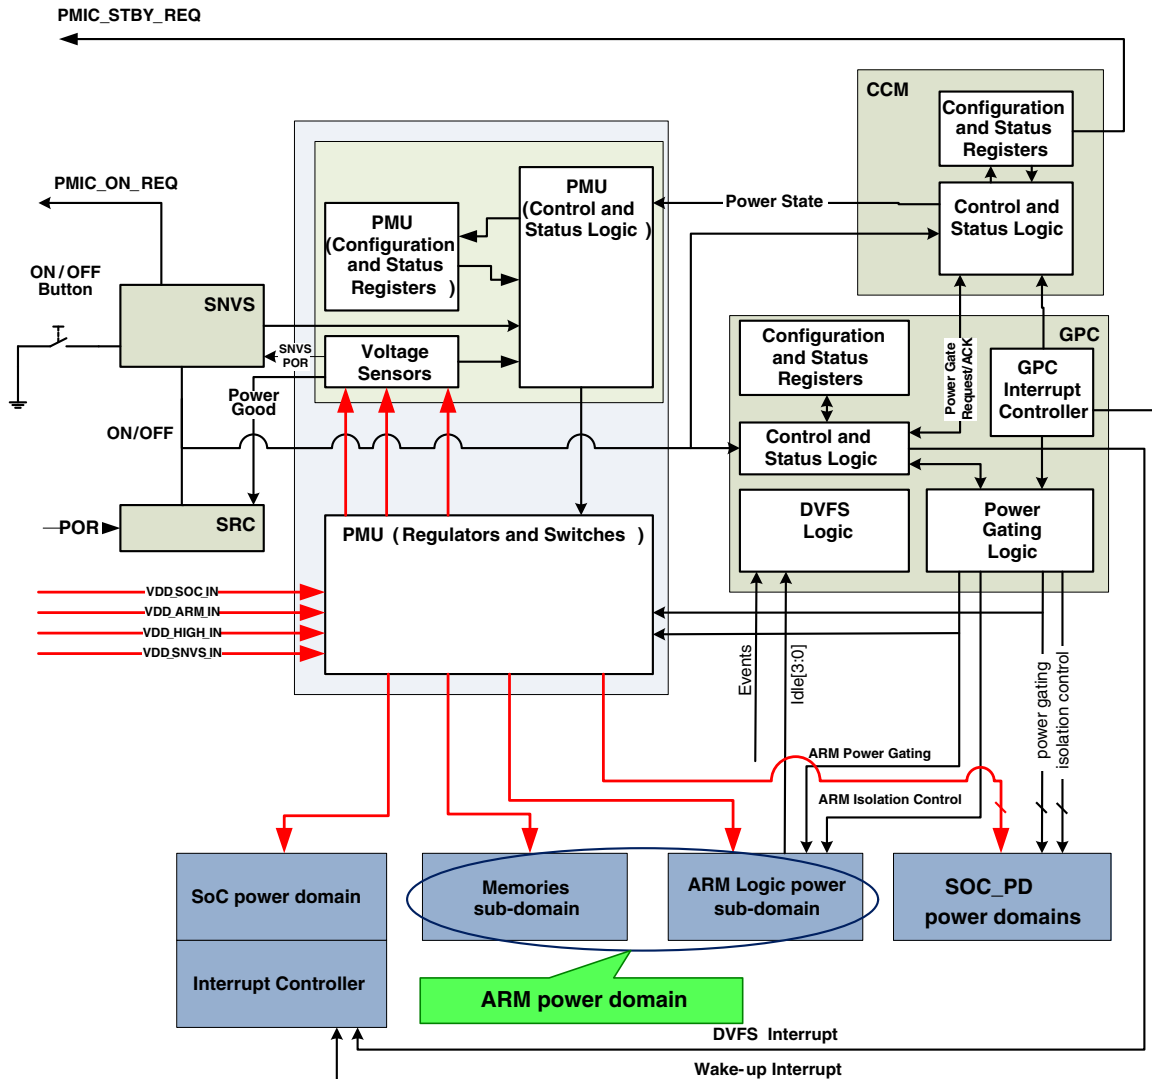 PMIC_STBY_REQ
CCM
Configuration
and Status
Registers
Control and
Status Logic
PMIC_ON_REQ
Power State
PMU
(Control and
Status Logic )
PMU
(Configuration
and Status
Registers )
ON/OFF
Button
SNVS
SNVS
POR
Voltage
Sensors
Power
Good
ON/OFF
POR
SRC
GPC
Configuration
and Status
Registers
Power Gate
Request/ACK
GPC
Interrupt
Controller
Control and
Status Logic
DVFS
Logic
Power
Gating
Logic
PMU (Regulators and Switches )
VDD_SOC_IN
VDD_ARM_IN
VDD_HIGH_IN
VDD_SNVS_IN
Events
Idle[3:0]
power gating
isolation control
ARM Power Gating
ARM Isolation Control
SoC power domain
Memories
sub-domain
ARM Logic power
sub-domain
SOC_PD
power domains
Interrupt Controller
ARM power domain
DVFS Interrupt
Wake-up Interrupt